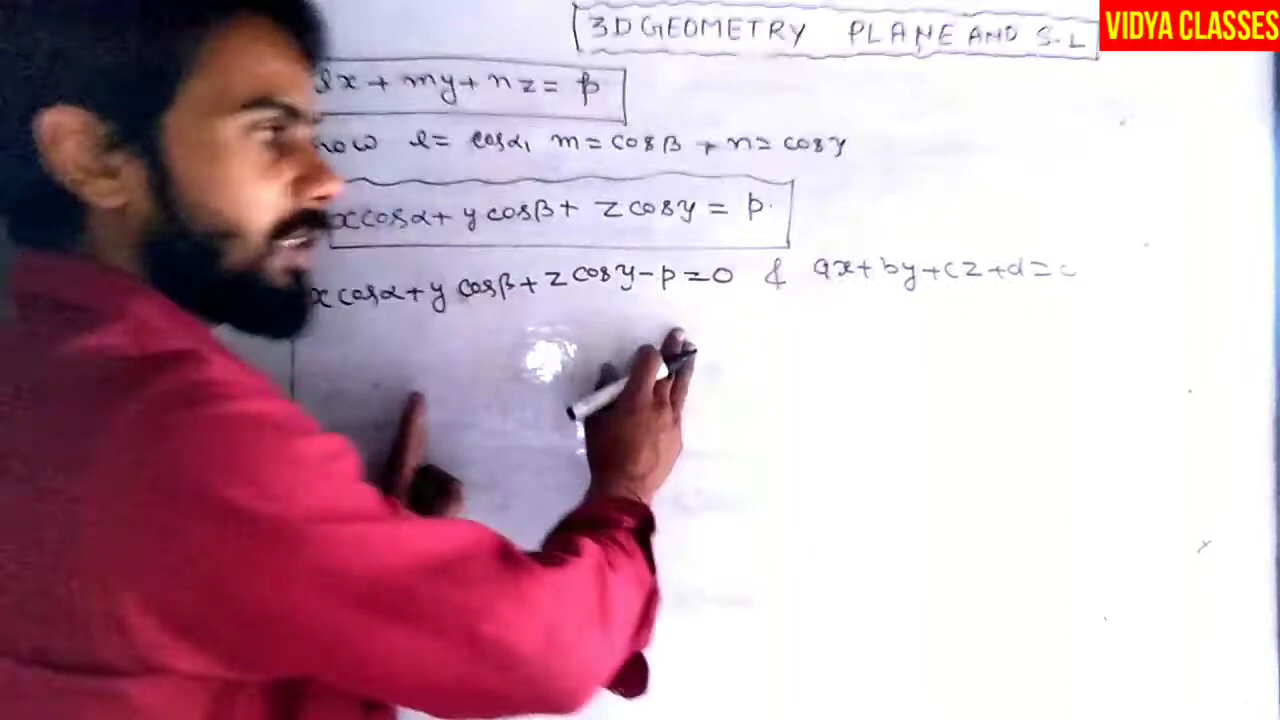 3D GEOMETRY PLANE AND S.L
VIDYA CLASSES
lx + my + nz = p
now l = cosα, m = cosβ, n = cosγ
xcosα + y cosβ + z cosγ = p.
x cosα + y cosβ + z cosγ - p = 0 & ax + by + cz + d = 0